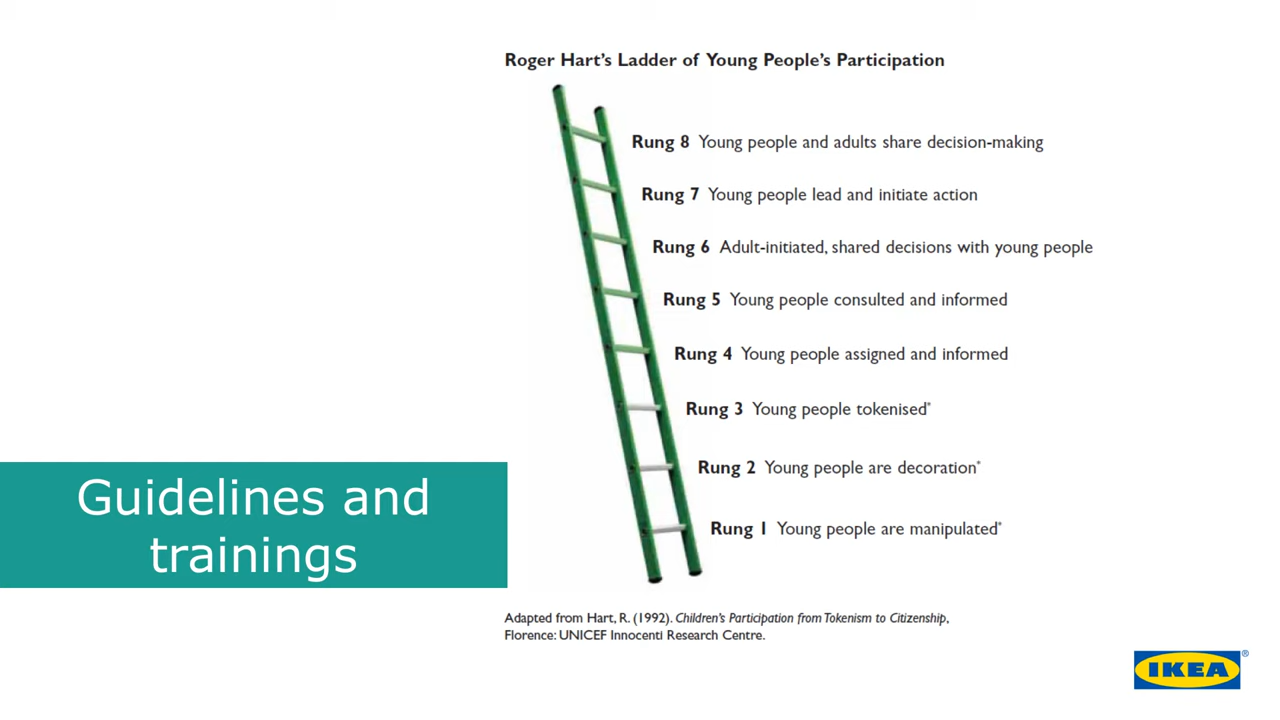 Roger Hart's Ladder of Young People's Participation
Rung 8 Young people and adults share decision-making
Rung 7 Young people lead and initiate action
Rung 6 Adult-initiated, shared decisions with young people
Rung 5 Young people consulted and informed
Rung 4 Young people assigned and informed
Rung 3 Young people tokenised*
Rung 2 Young people are decoration*
Rung 1 Young people are manipulated*
Guidelines and
trainings
Adapted from Hart, R. (1992). Children's Participation from Tokenism to Citizenship,
Florence: UNICEF Innocenti Research Centre.
IKEA®